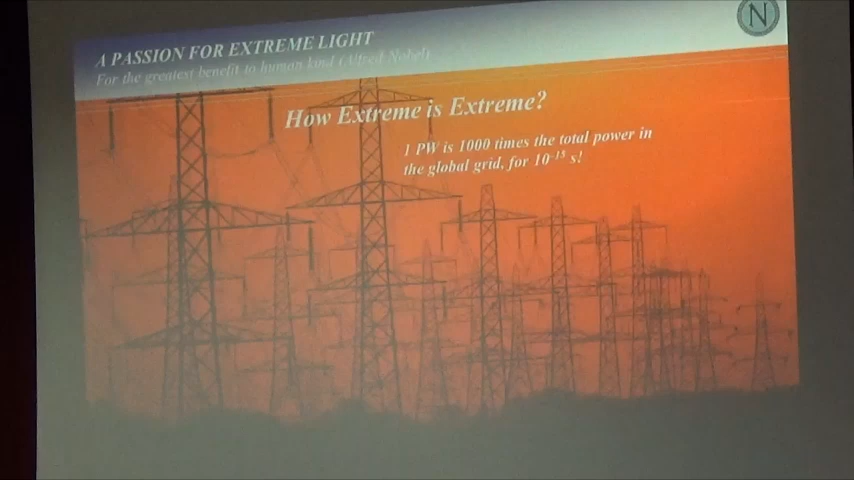 N
A PASSION FOR EXTREME LIGHT
For the greatest benefit to human kind (Alfred Nobel)
How Extreme is Extreme?
1 PW is 1000 times the total power in
the global grid, for 10⁻¹⁵ s!